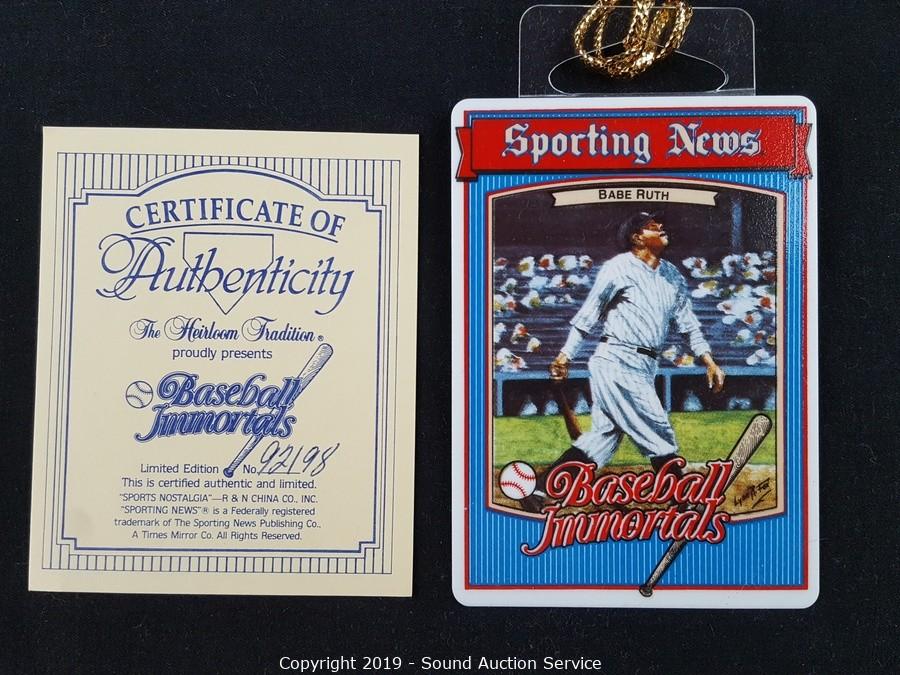 CERTIFICATE OF
Authenticity
The Heirloom Tradition®
proudly presents
Baseball
Immortals
Limited Edition No. 92198
This is certified authentic and limited.
"SPORTS NOSTALGIA"—R & N CHINA CO., INC.
"SPORTING NEWS"® is a Federally registered
trademark of The Sporting News Publishing Co.,
A Times Mirror Co. All Rights Reserved.
Sporting News
BABE RUTH
Baseball
Immortals
Copyright 2019 - Sound Auction Service